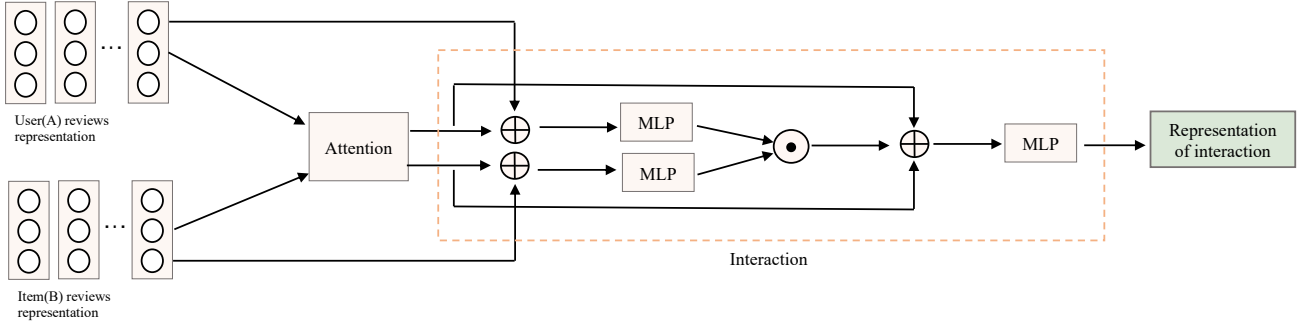 ...
User(A) reviews
representation
Attention
MLP
MLP
MLP
Representation
of interaction
...
Interaction
Item(B) reviews
representation